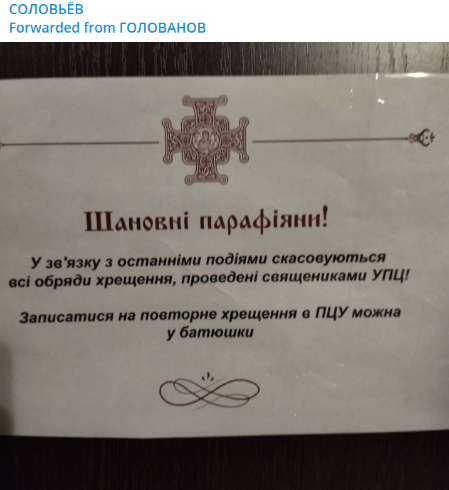 СОЛОВЬЁВ
Forwarded from ГОЛОВАНОВ
Шановні парафіяни!
У зв'язку з останніми подіями скасовуються
всі обряди хрещення, проведені священиками УПЦ!
Записатися на повторне хрещення в ПЦУ можна
у батюшки